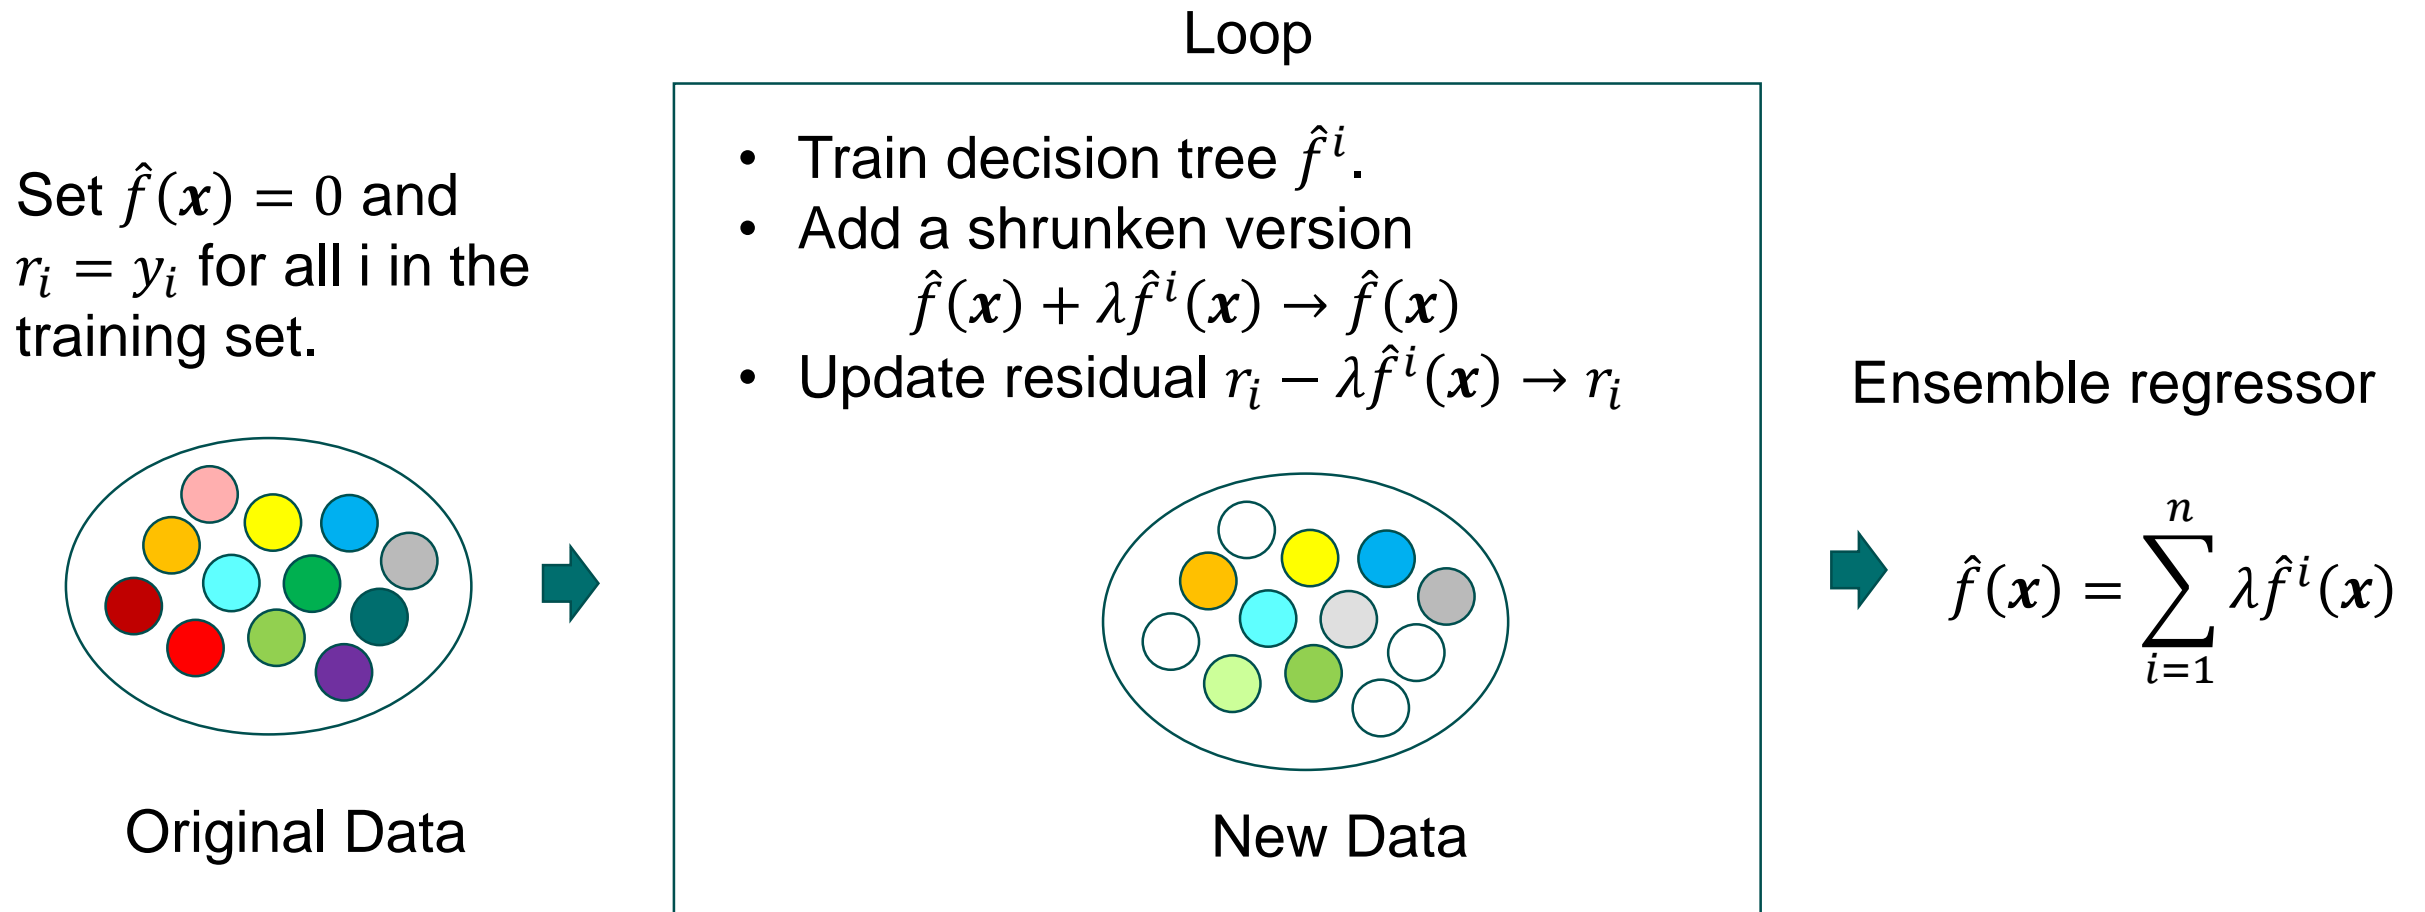 Loop
Set f̂(𝒙) = 0 and
rᵢ = yᵢ for all i in the
training set.
Original Data
• Train decision tree f̂ⁱ.
• Add a shrunken version
f̂(𝒙) + λf̂ⁱ(𝒙) → f̂(𝒙)
• Update residual rᵢ − λf̂ⁱ(𝒙) → rᵢ
New Data
Ensemble regressor
f̂(𝒙) = ∑ᵢ₌₁ⁿ λf̂ⁱ(𝒙)